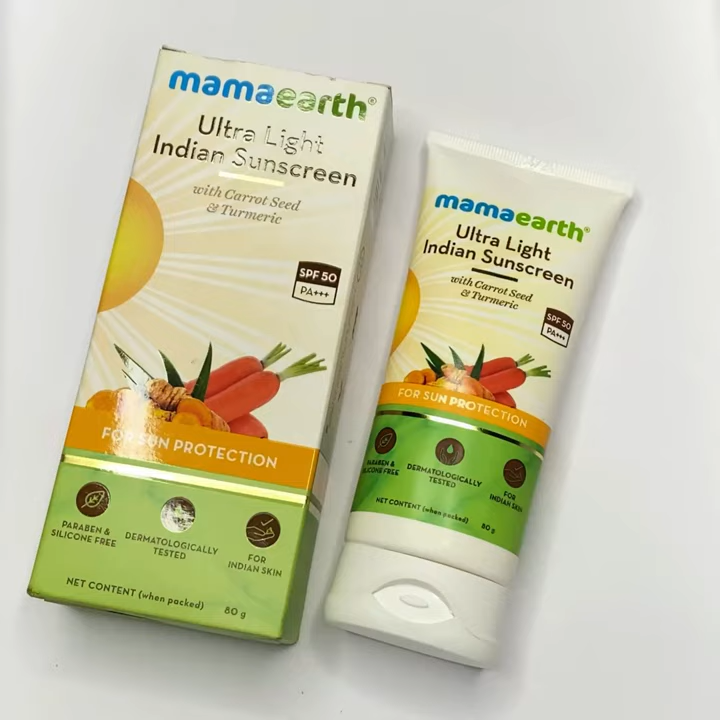 mamaearth®
Ultra Light
Indian Sunscreen
with Carrot Seed
& Turmeric
SPF 50
PA+++
FOR SUN PROTECTION
PARABEN &
SILICONE FREE
DERMATOLOGICALLY
TESTED
FOR
INDIAN SKIN
NET CONTENT (when packed) 80 g
mamaearth®
Ultra Light
Indian Sunscreen
with Carrot Seed
& Turmeric
SPF 50
PA+++
FOR SUN PROTECTION
PARABEN &
SILICONE FREE
DERMATOLOGICALLY
TESTED
FOR
INDIAN SKIN
NET CONTENT (when packed) 80 g